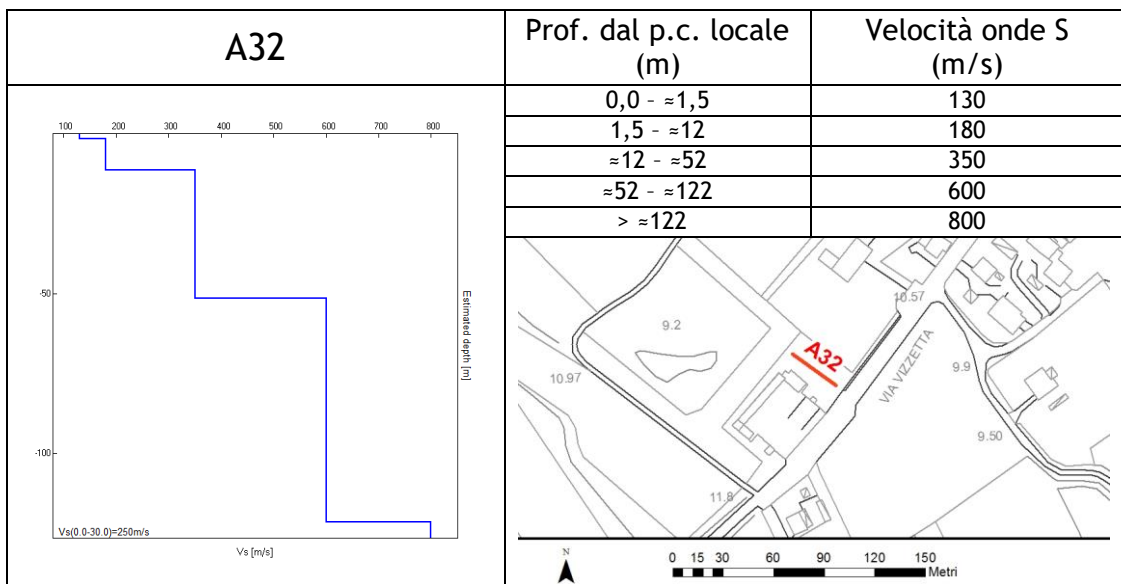 A32
Prof. dal p.c. locale (m)
Velocità onde S (m/s)
0,0 - ≈1,5 130
1,5 - ≈12 180
≈12 - ≈52 350
≈52 - ≈122 600
> ≈122 800
100 200 300 400 500 600 700 800
-50
-100
Estimated depth [m]
Vs(0.0-30.0)=250m/s
Vs [m/s]
10.57
9.2
A32
VIA VIZZETTA
9.9
10.97
9.50
11.8
N
0 15 30 60 90 120 150
Metri